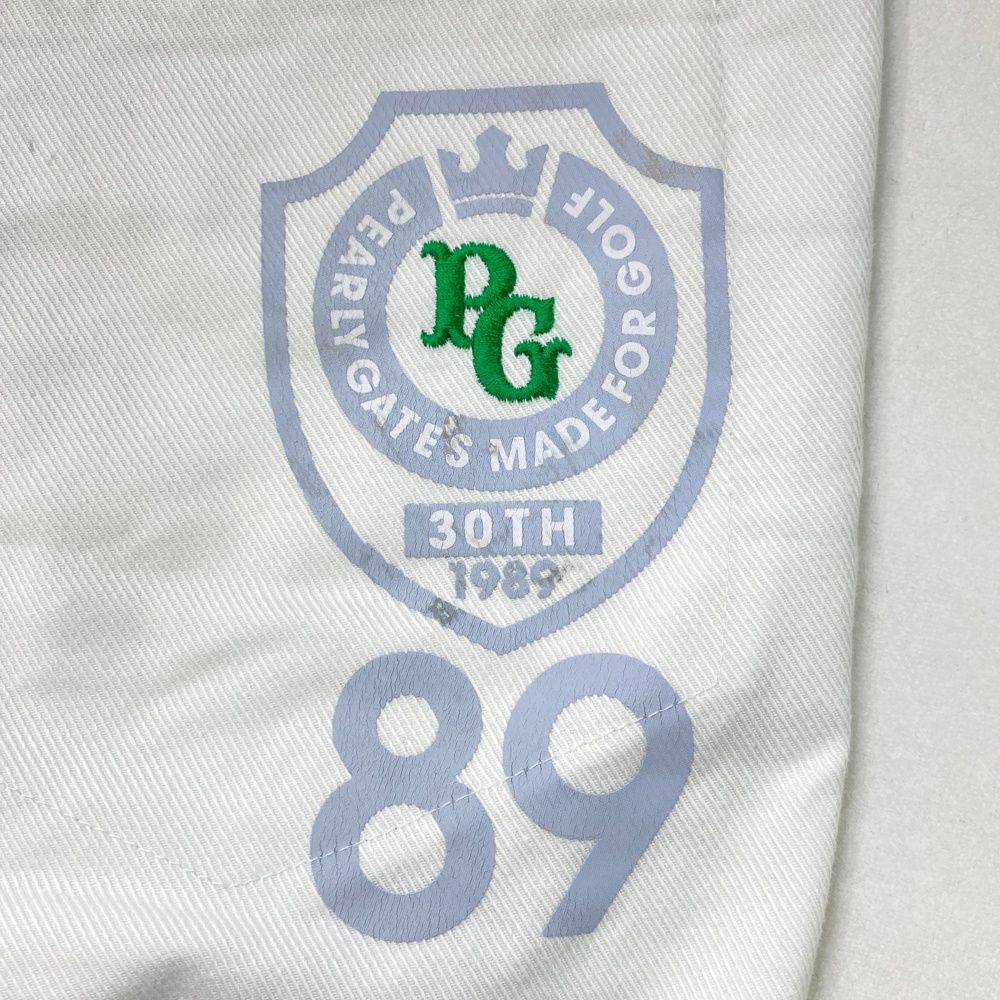 PEARLY GATES MADE FOR GOLF
PG
30TH
1989
89